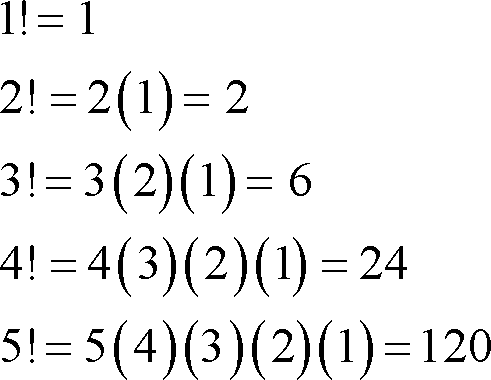 1! = 1
2! = 2(1) = 2
3! = 3(2)(1) = 6
4! = 4(3)(2)(1) = 24
5! = 5(4)(3)(2)(1) = 120